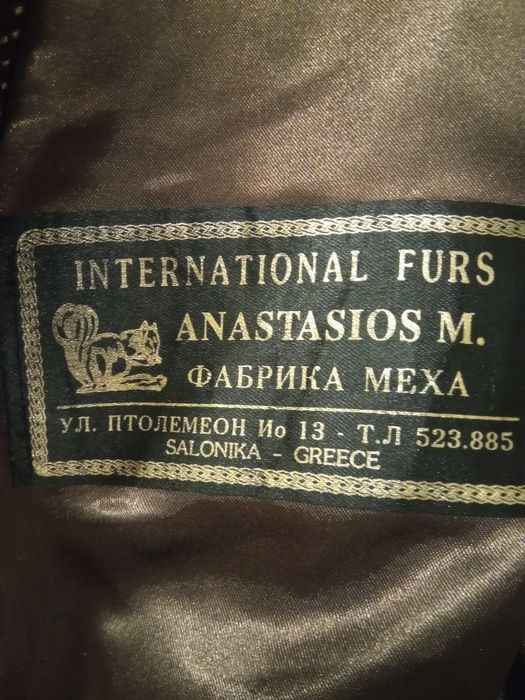 INTERNATIONAL FURS
ANASTASIOS M.
ФАБРИКА МЕХА
УЛ. ПТОЛЕМЕОН Ио 13 - Т.Л 523.885
SALONIKA - GREECE